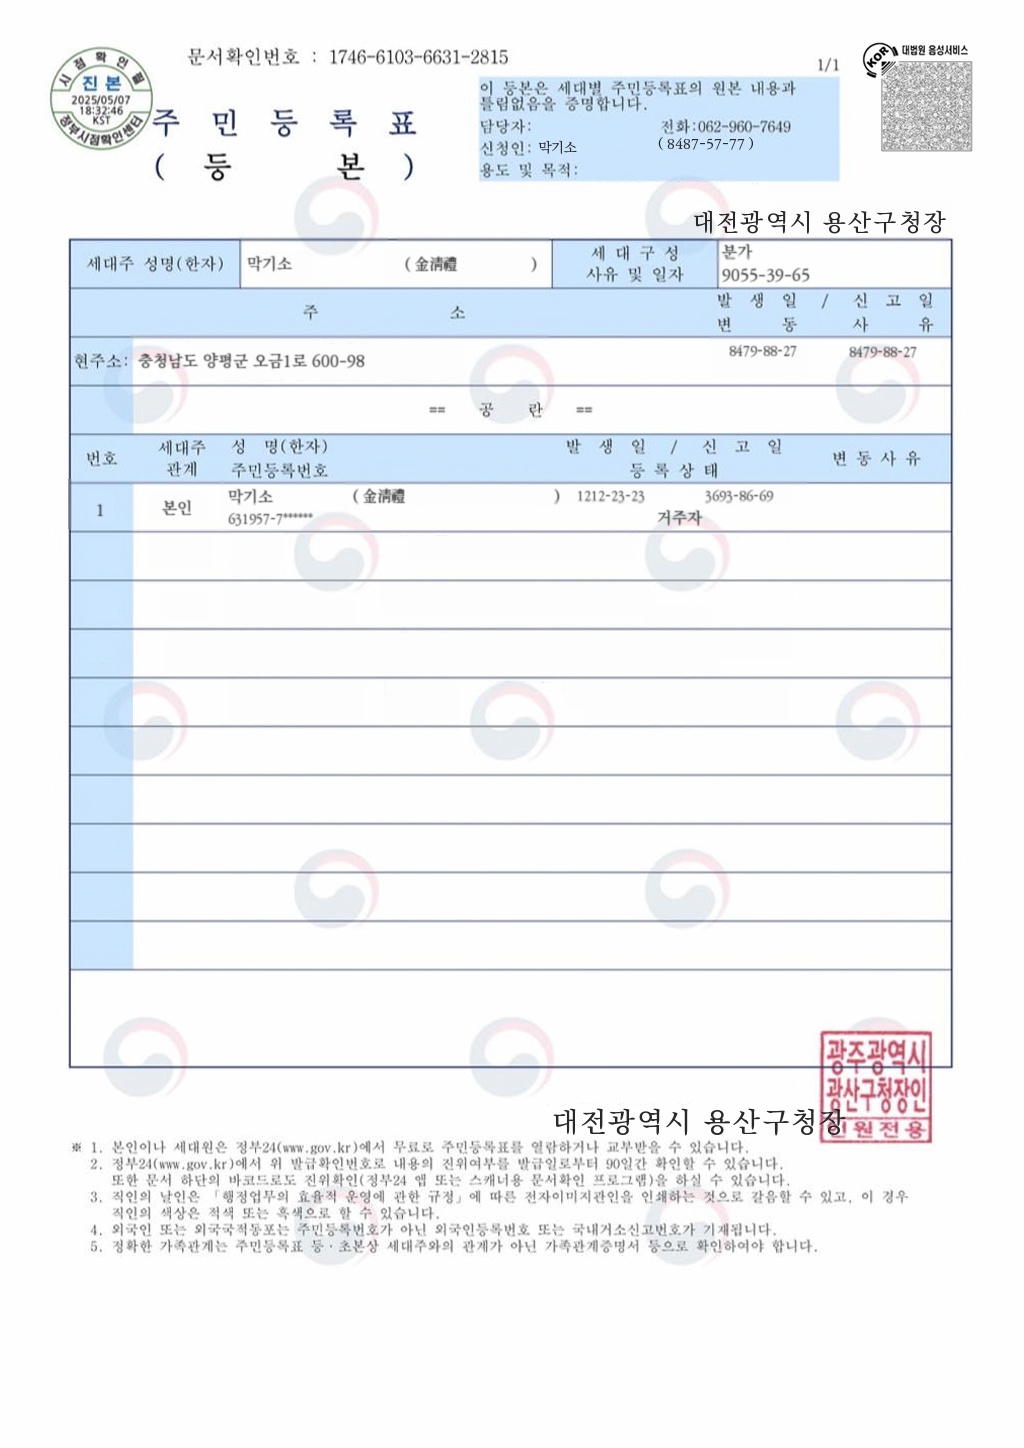 문서확인번호 : 1746-6103-6631-2815
시점확인필
진본
2025/05/07
18:32:46
KST
정부시점확인센터
1/1
KOR
대법원 음성서비스
주 민 등 록 표
( 등 본 )
이 등본은 세대별 주민등록표의 원본 내용과
틀림없음을 증명합니다.
담당자: 전화:062-960-7649
신청인: 막기소 ( 8487-57-77 )
용도 및 목적:
대전광역시 용산구청장
세대주 성명(한자) 막기소 ( 金淸禮 ) 세 대 구 성 분가
사유 및 일자 9055-39-65
주 소 발 생 일 / 신 고 일
변 동 사 유
현주소: 충청남도 양평군 오금1로 600-98 8479-88-27 8479-88-27
== 공 란 ==
번호 세대주 성 명(한자) 발 생 일 / 신 고 일 변 동 사 유
관계 주민등록번호 등 록 상 태
1 본인 막기소 ( 金淸禮 ) 1212-23-23 3693-86-69
631957-7****** 거주자
광주광역시
광산구청장인
민원전용
대전광역시 용산구청장
※ 1. 본인이나 세대원은 정부24(www.gov.kr)에서 무료로 주민등록표를 열람하거나 교부받을 수 있습니다.
2. 정부24(www.gov.kr)에서 위 발급확인번호로 내용의 진위여부를 발급일로부터 90일간 확인할 수 있습니다.
또한 문서 하단의 바코드로도 진위확인(정부24 앱 또는 스캐너용 문서확인 프로그램)을 하실 수 있습니다.
3. 직인의 날인은 「행정업무의 효율적 운영에 관한 규정」에 따른 전자이미지관인을 인쇄하는 것으로 갈음할 수 있고, 이 경우
직인의 색상은 적색 또는 흑색으로 할 수 있습니다.
4. 외국인 또는 외국국적동포는 주민등록번호가 아닌 외국인등록번호 또는 국내거소신고번호가 기재됩니다.
5. 정확한 가족관계는 주민등록표 등·초본상 세대주와의 관계가 아닌 가족관계증명서 등으로 확인하여야 합니다.